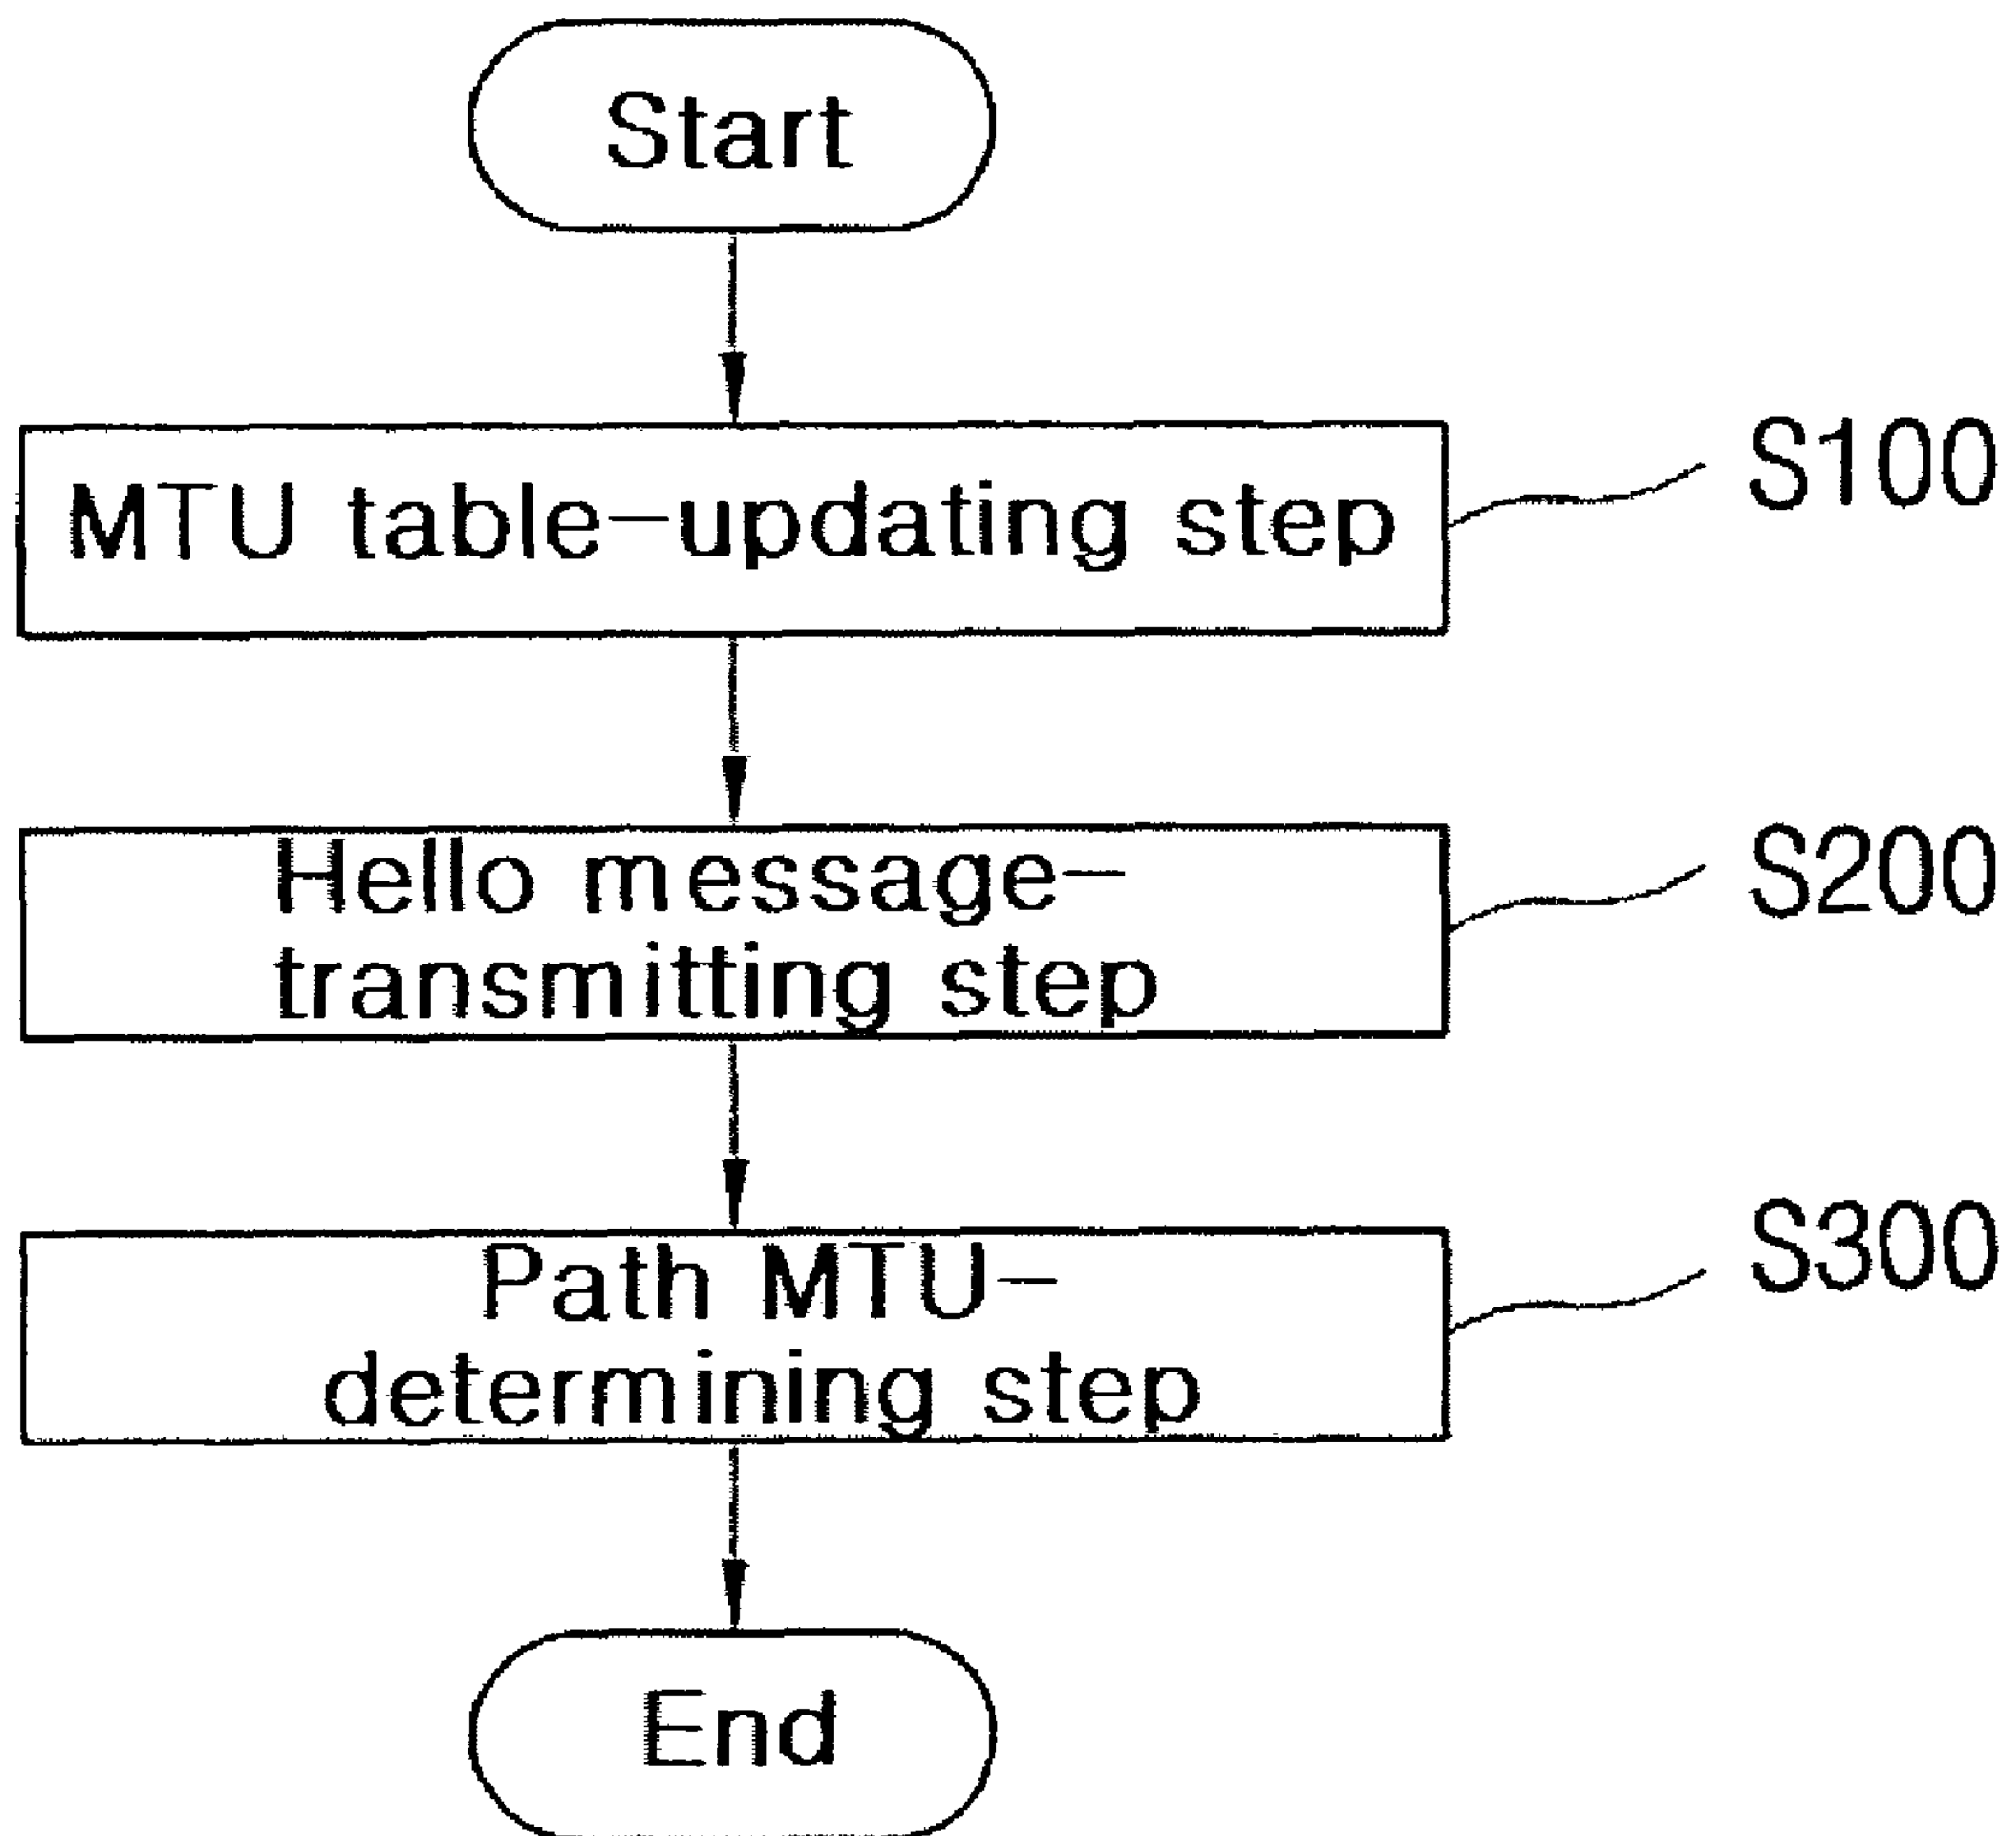 Start
MTU table-updating step
S100
Hello message-
transmitting step
S200
Path MTU-
determining step
S300
End